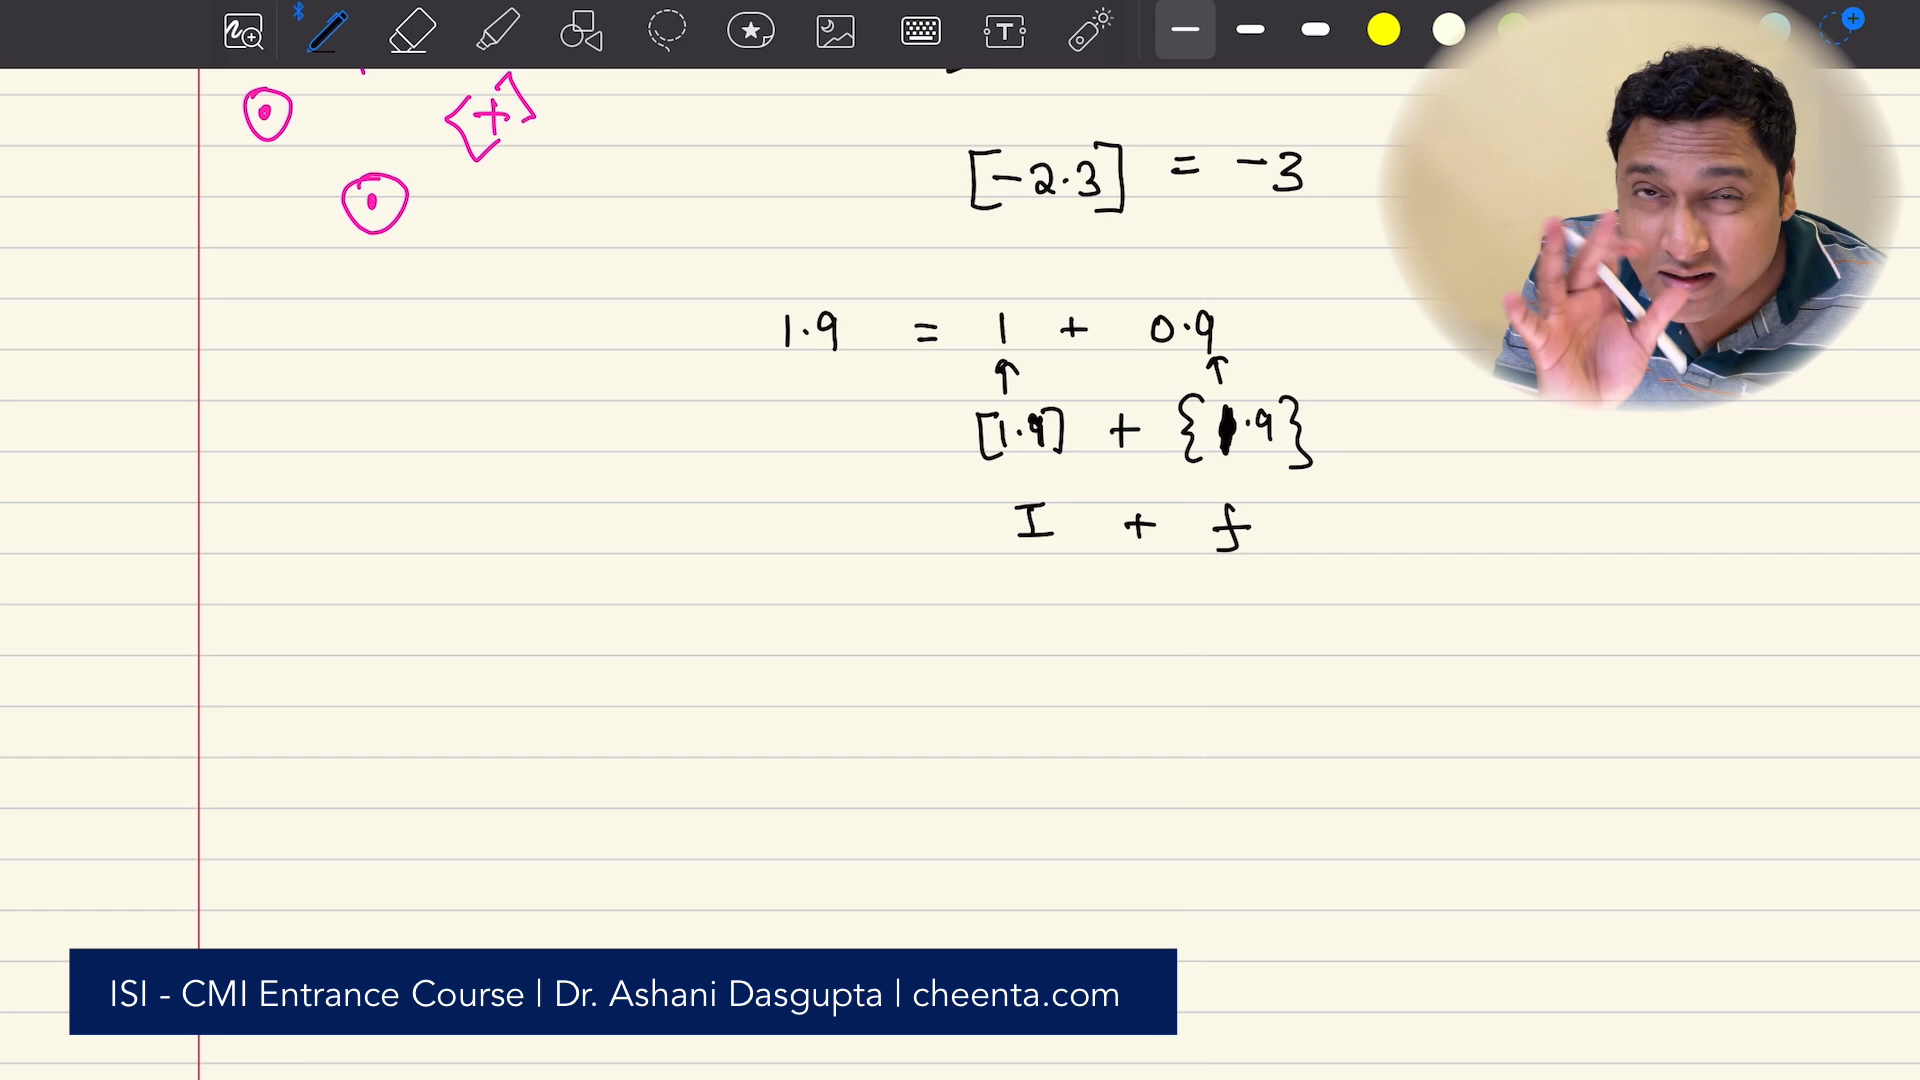 [-2.3] = -3
1.9 = 1 + 0.9
↑ ↑
[1.9] + {1.9}
I + f
ISI - CMI Entrance Course | Dr. Ashani Dasgupta | cheenta.com